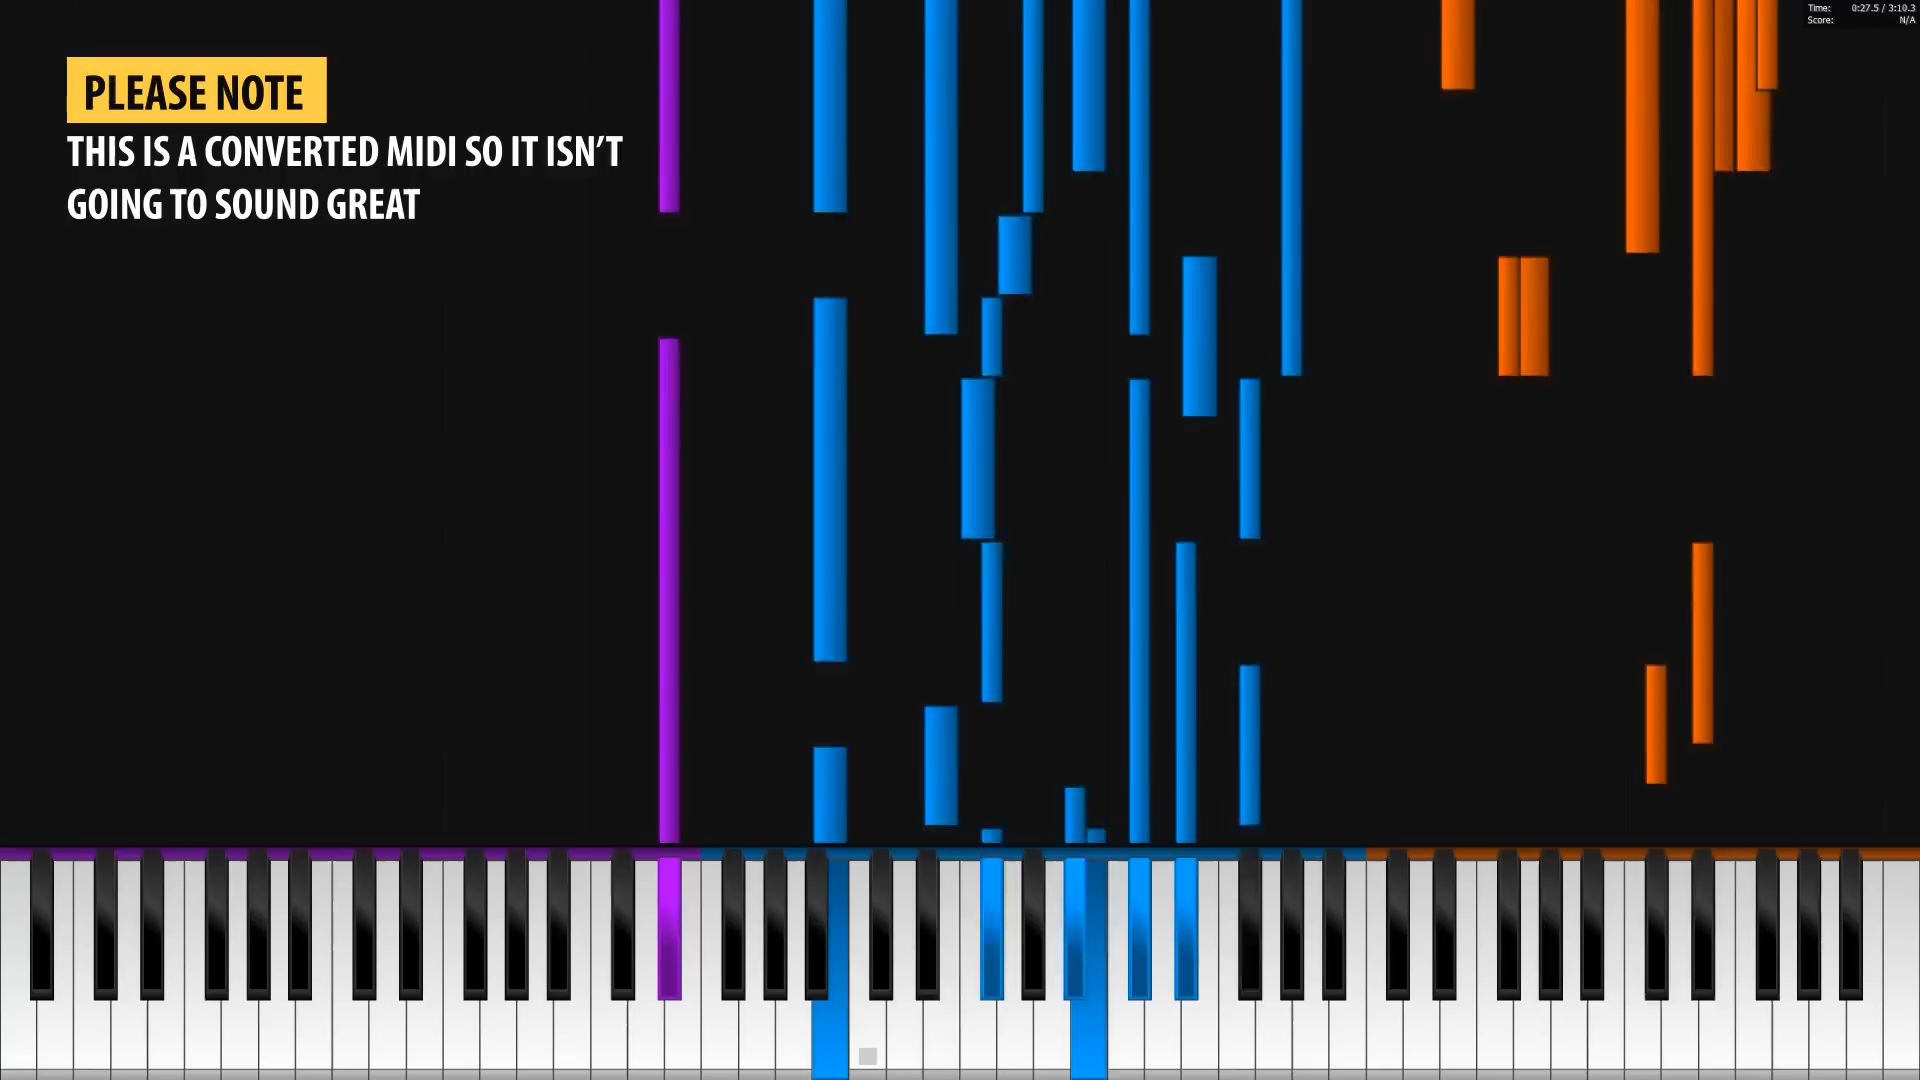 Time: 0:27.5 / 3:10.3
Score: N/A
PLEASE NOTE
THIS IS A CONVERTED MIDI SO IT ISN’T
GOING TO SOUND GREAT